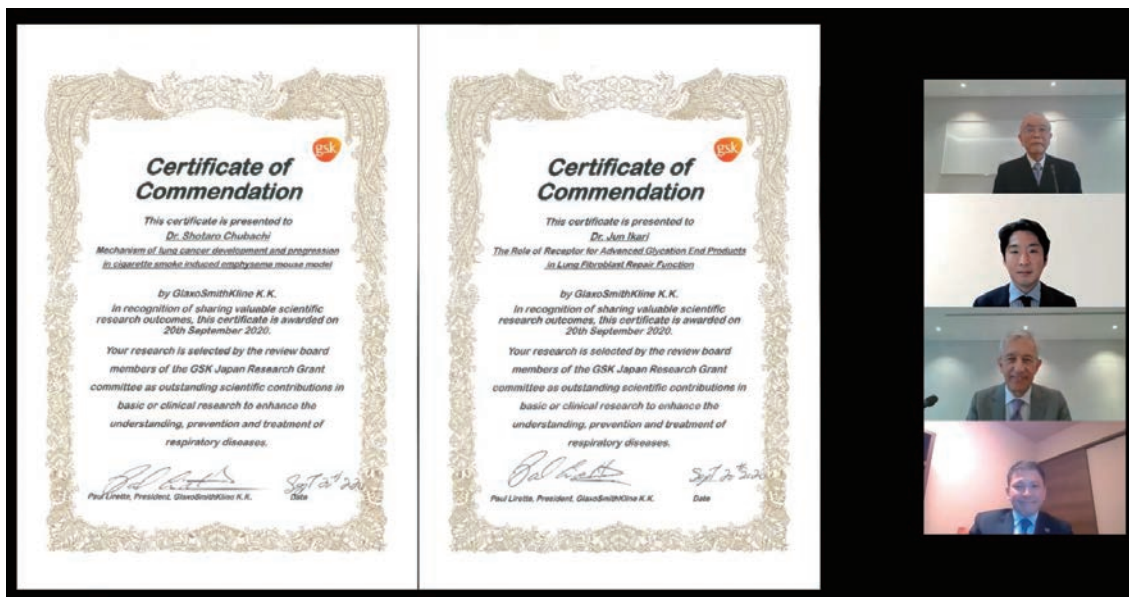 gsk
Certificate of
Commendation
This certificate is presented to
Dr. Shotaro Chubachi
Mechanism of lung cancer development and progression
in cigarette smoke induced emphysema mouse model
by GlaxoSmithKline K.K.
In recognition of sharing valuable scientific
research outcomes, this certificate is awarded on
20th September 2020.
Your research is selected by the review board
members of the GSK Japan Research Grant
committee as outstanding scientific contributions in
basic or clinical research to enhance the
understanding, prevention and treatment of
respiratory diseases.
Paul Lirette, President, GlaxoSmithKline K.K.
Date
gsk
Certificate of
Commendation
This certificate is presented to
Dr. Jun Ikari
The Role of Receptor for Advanced Glycation End Products
in Lung Fibroblast Repair Function
by GlaxoSmithKline K.K.
In recognition of sharing valuable scientific
research outcomes, this certificate is awarded on
20th September 2020.
Your research is selected by the review board
members of the GSK Japan Research Grant
committee as outstanding scientific contributions in
basic or clinical research to enhance the
understanding, prevention and treatment of
respiratory diseases.
Sept 20th 2020
Paul Lirette, President, GlaxoSmithKline K.K.
Date